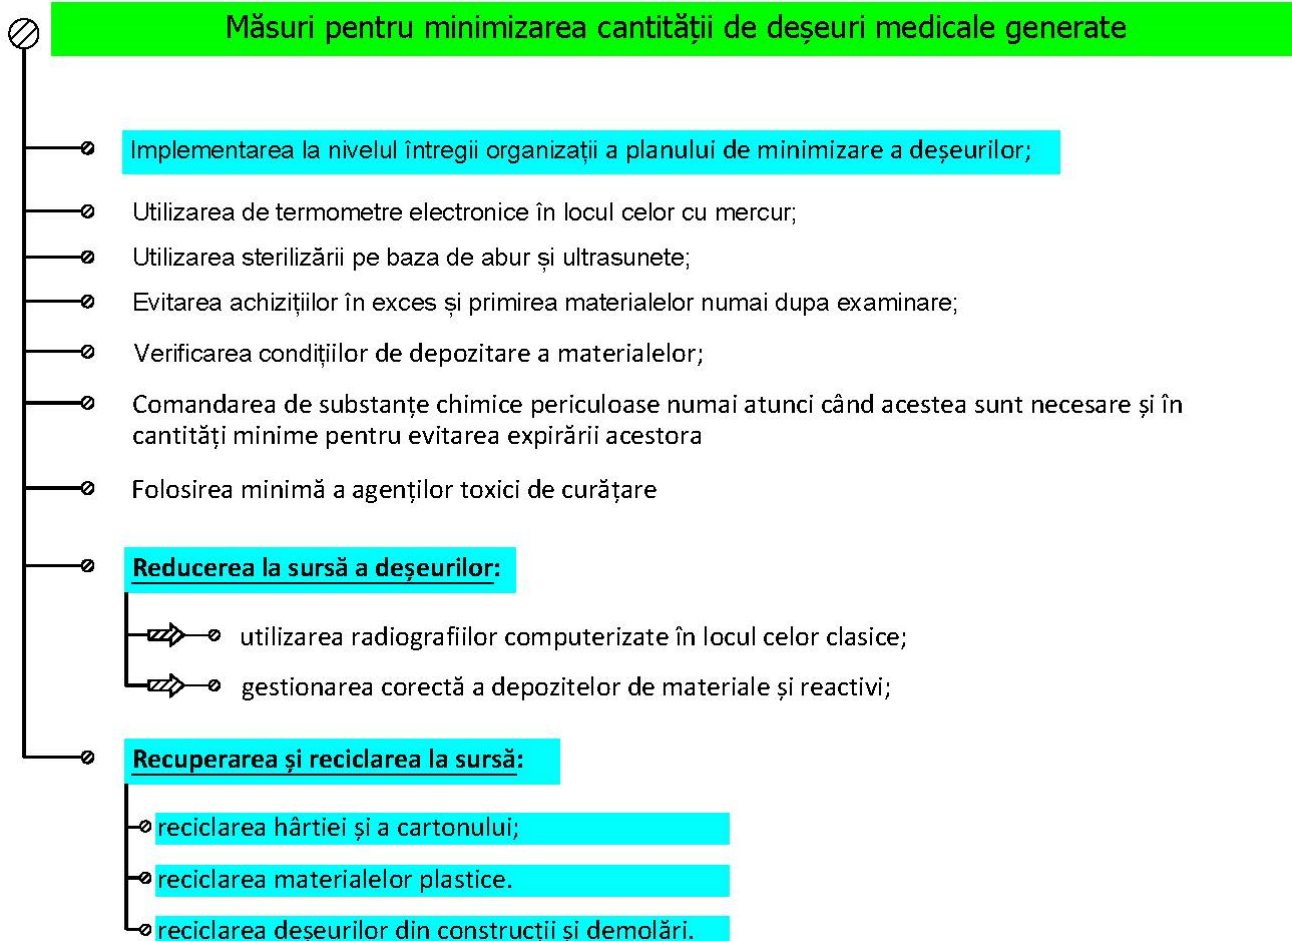 Măsuri pentru minimizarea cantității de deșeuri medicale generate
Implementarea la nivelul întregii organizații a planului de minimizare a deșeurilor;
Utilizarea de termometre electronice în locul celor cu mercur;
Utilizarea sterilizării pe baza de abur și ultrasunete;
Evitarea achizițiilor în exces și primirea materialelor numai dupa examinare;
Verificarea condițiilor de depozitare a materialelor;
Comandarea de substanțe chimice periculoase numai atunci când acestea sunt necesare și în
cantități minime pentru evitarea expirării acestora
Folosirea minimă a agenților toxici de curățare
Reducerea la sursă a deșeurilor:
utilizarea radiografiilor computerizate în locul celor clasice;
gestionarea corectă a depozitelor de materiale și reactivi;
Recuperarea și reciclarea la sursă:
reciclarea hârtiei și a cartonului;
reciclarea materialelor plastice.
reciclarea deșeurilor din construcții și demolări.